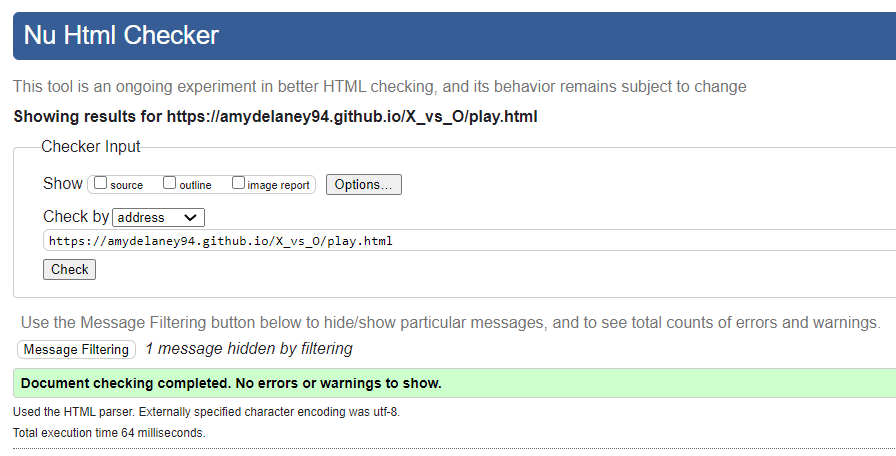 Nu Html Checker
This tool is an ongoing experiment in better HTML checking, and its behavior remains subject to change
Showing results for https://amydelaney94.github.io/X_vs_O/play.html
Checker Input
Show source outline image report Options...
Check by address
https://amydelaney94.github.io/X_vs_O/play.html
Check
Use the Message Filtering button below to hide/show particular messages, and to see total counts of errors and warnings.
Message Filtering 1 message hidden by filtering
Document checking completed. No errors or warnings to show.
Used the HTML parser. Externally specified character encoding was utf-8.
Total execution time 64 milliseconds.